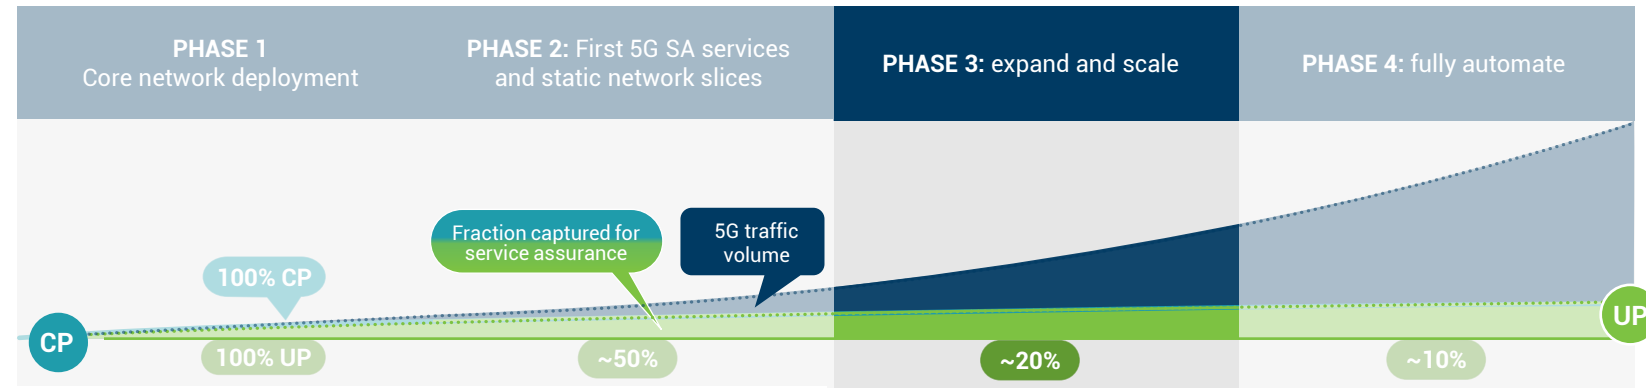 PHASE 1
Core network deployment
PHASE 2: First 5G SA services
and static network slices
PHASE 3: expand and scale
PHASE 4: fully automate
Fraction captured for
service assurance
5G traffic
volume
100% CP
CP
UP
100% UP
~50%
~20%
~10%